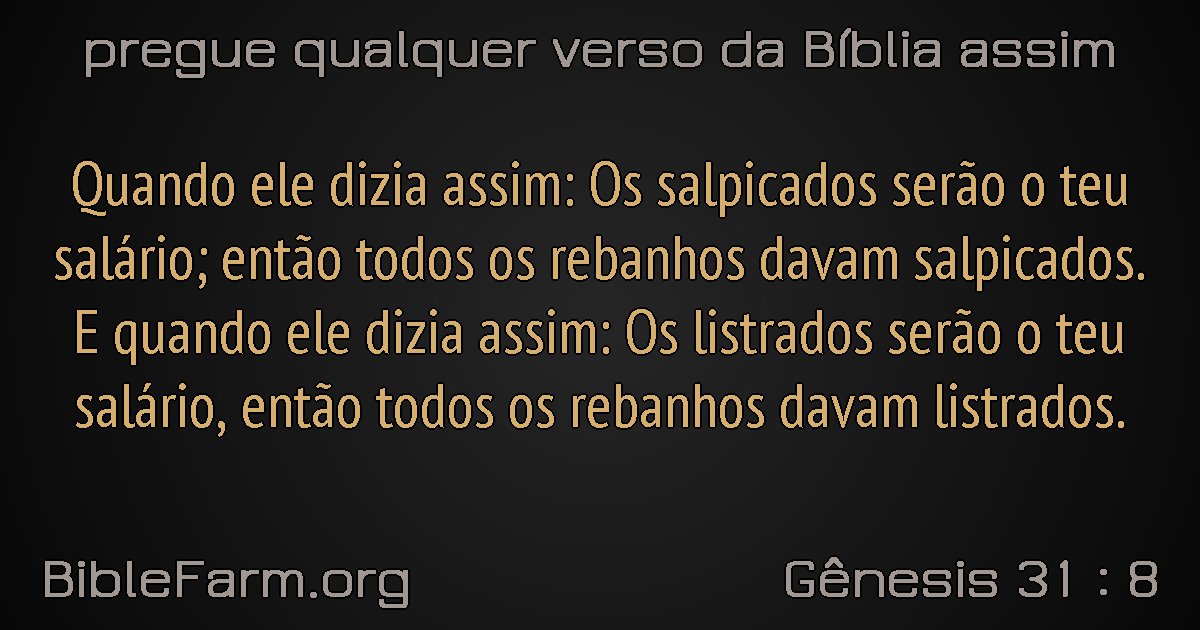 pregue qualquer verso da Bíblia assim
Quando ele dizia assim: Os salpicados serão o teu
salário; então todos os rebanhos davam salpicados.
E quando ele dizia assim: Os listrados serão o teu
salário, então todos os rebanhos davam listrados.
BibleFarm.org
Gênesis 31 : 8